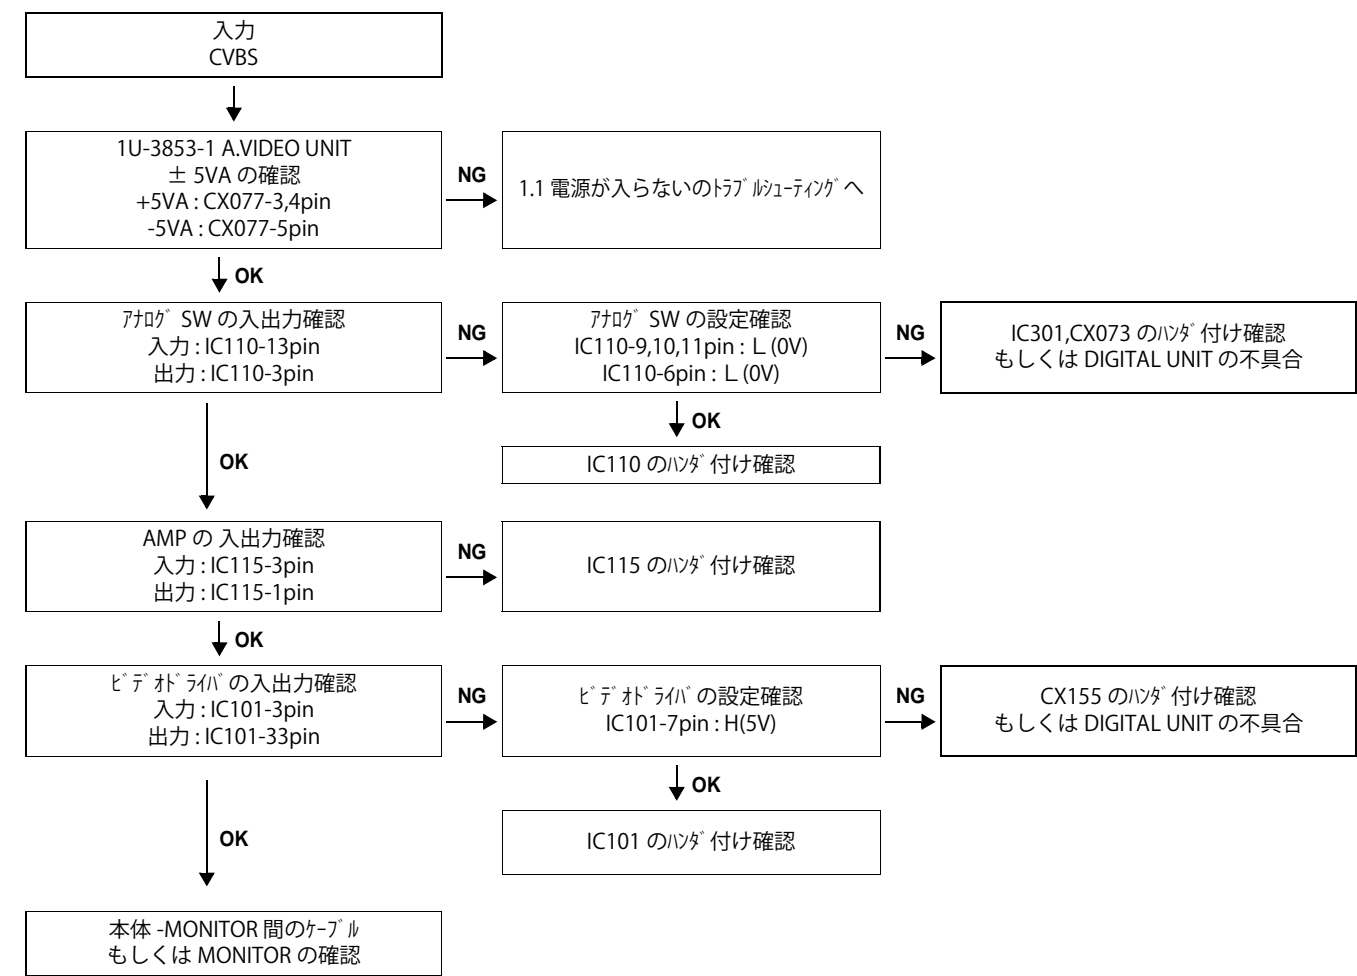 入力
CVBS
1U-3853-1 A.VIDEO UNIT
± 5VA の確認
+5VA : CX077-3,4pin
-5VA : CX077-5pin
NG
1.1 電源が入らないのﾄﾗﾌﾞﾙｼｭｰﾃｨﾝｸﾞへ
OK
ｱﾅﾛｸﾞ SW の入出力確認
入力 : IC110-13pin
出力 : IC110-3pin
NG
ｱﾅﾛｸﾞ SW の設定確認
IC110-9,10,11pin : L (0V)
IC110-6pin : L (0V)
NG
IC301,CX073 のﾊﾝﾀﾞ付け確認
もしくは DIGITAL UNIT の不具合
OK
IC110 のﾊﾝﾀﾞ付け確認
OK
AMP の 入出力確認
入力 : IC115-3pin
出力 : IC115-1pin
NG
IC115 のﾊﾝﾀﾞ付け確認
OK
ﾋﾞﾃﾞｵﾄﾞﾗｲﾊﾞの入出力確認
入力 : IC101-3pin
出力 : IC101-33pin
NG
ﾋﾞﾃﾞｵﾄﾞﾗｲﾊﾞの設定確認
IC101-7pin : H(5V)
NG
CX155 のﾊﾝﾀﾞ付け確認
もしくは DIGITAL UNIT の不具合
OK
IC101 のﾊﾝﾀﾞ付け確認
OK
本体 -MONITOR 間のｹｰﾌﾞﾙ
もしくは MONITOR の確認